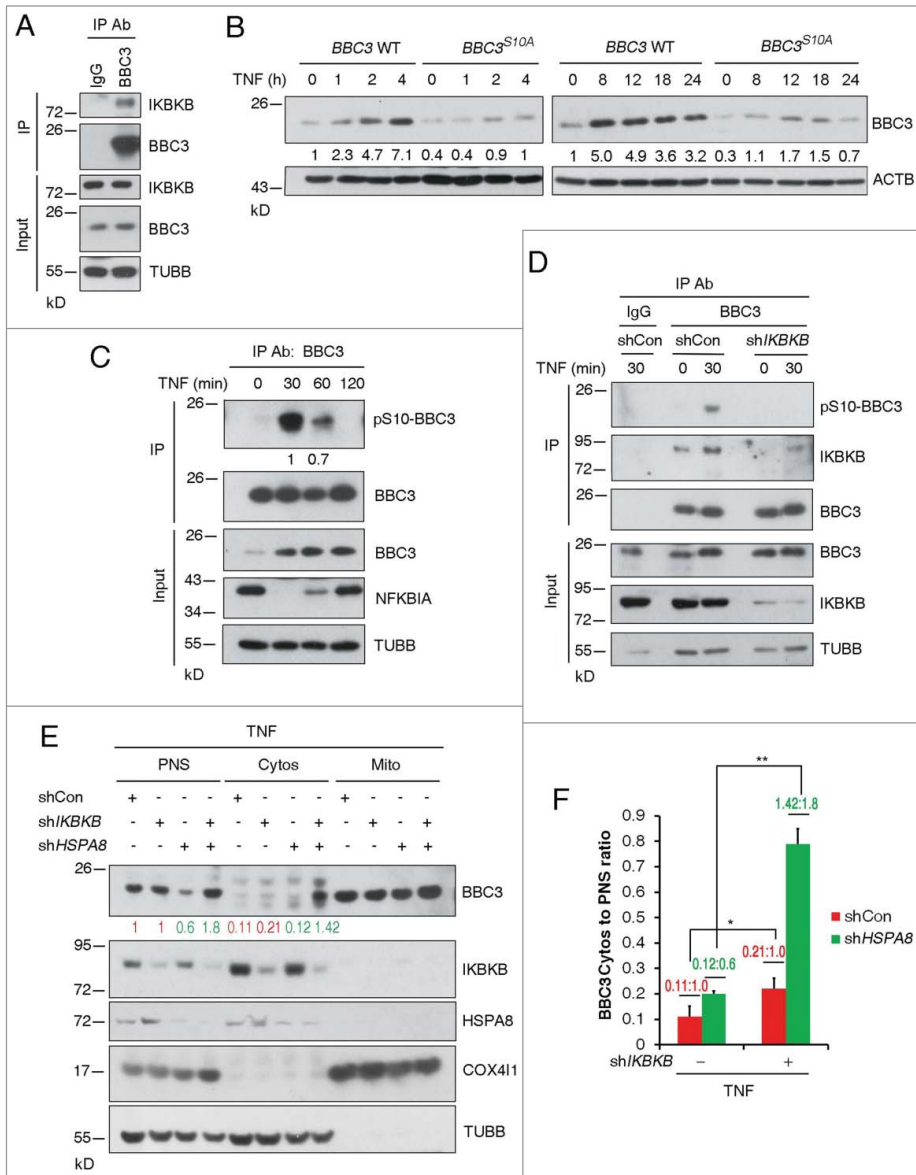 A
IP Ab
IgG
BBC3
IP
72
IKBKB
26
BBC3
Input
72
IKBKB
26
BBC3
55
TUBB
kD
B
BBC3 WT BBC3S10A BBC3 WT BBC3S10A
TNF (h) 0 1 2 4 0 1 2 4 0 8 12 18 24 0 8 12 18 24
26
BBC3
1 2.3 4.7 7.1 0.4 0.4 0.9 1 1 5.0 4.9 3.6 3.2 0.3 1.1 1.7 1.5 0.7
43
ACTB
kD
C
IP Ab: BBC3
TNF (min) 0 30 60 120
IP
26
pS10-BBC3
1 0.7
26
BBC3
Input
BBC3
43
NFKBIA
34
55
TUBB
kD
D
IP Ab
IgG BBC3
shCon shCon shIKBKB
TNF (min) 30 0 30 0 30
IP
26
pS10-BBC3
95
IKBKB
72
26
BBC3
Input
26
BBC3
95
IKBKB
72
55
TUBB
kD
E
TNF
PNS Cytos Mito
shCon + - - - + - - - + - - -
shIKBKB - + - + - + - + - + - +
shHSPA8 - - + + - - + + - - + +
26
BBC3
1 1 0.6 1.8 0.11 0.21 0.12 1.42
95
IKBKB
72
72
HSPA8
17
COX4I1
55
TUBB
kD
F
**
1.42:1.8
0.9
0.8
0.7
0.6
0.5
0.4
0.3
0.2
0.1
0
BBC3Cytos to PNS ratio
*
0.11:1.0
0.12:0.6
0.21:1.0
shCon
shHSPA8
shIKBKB – +
TNF